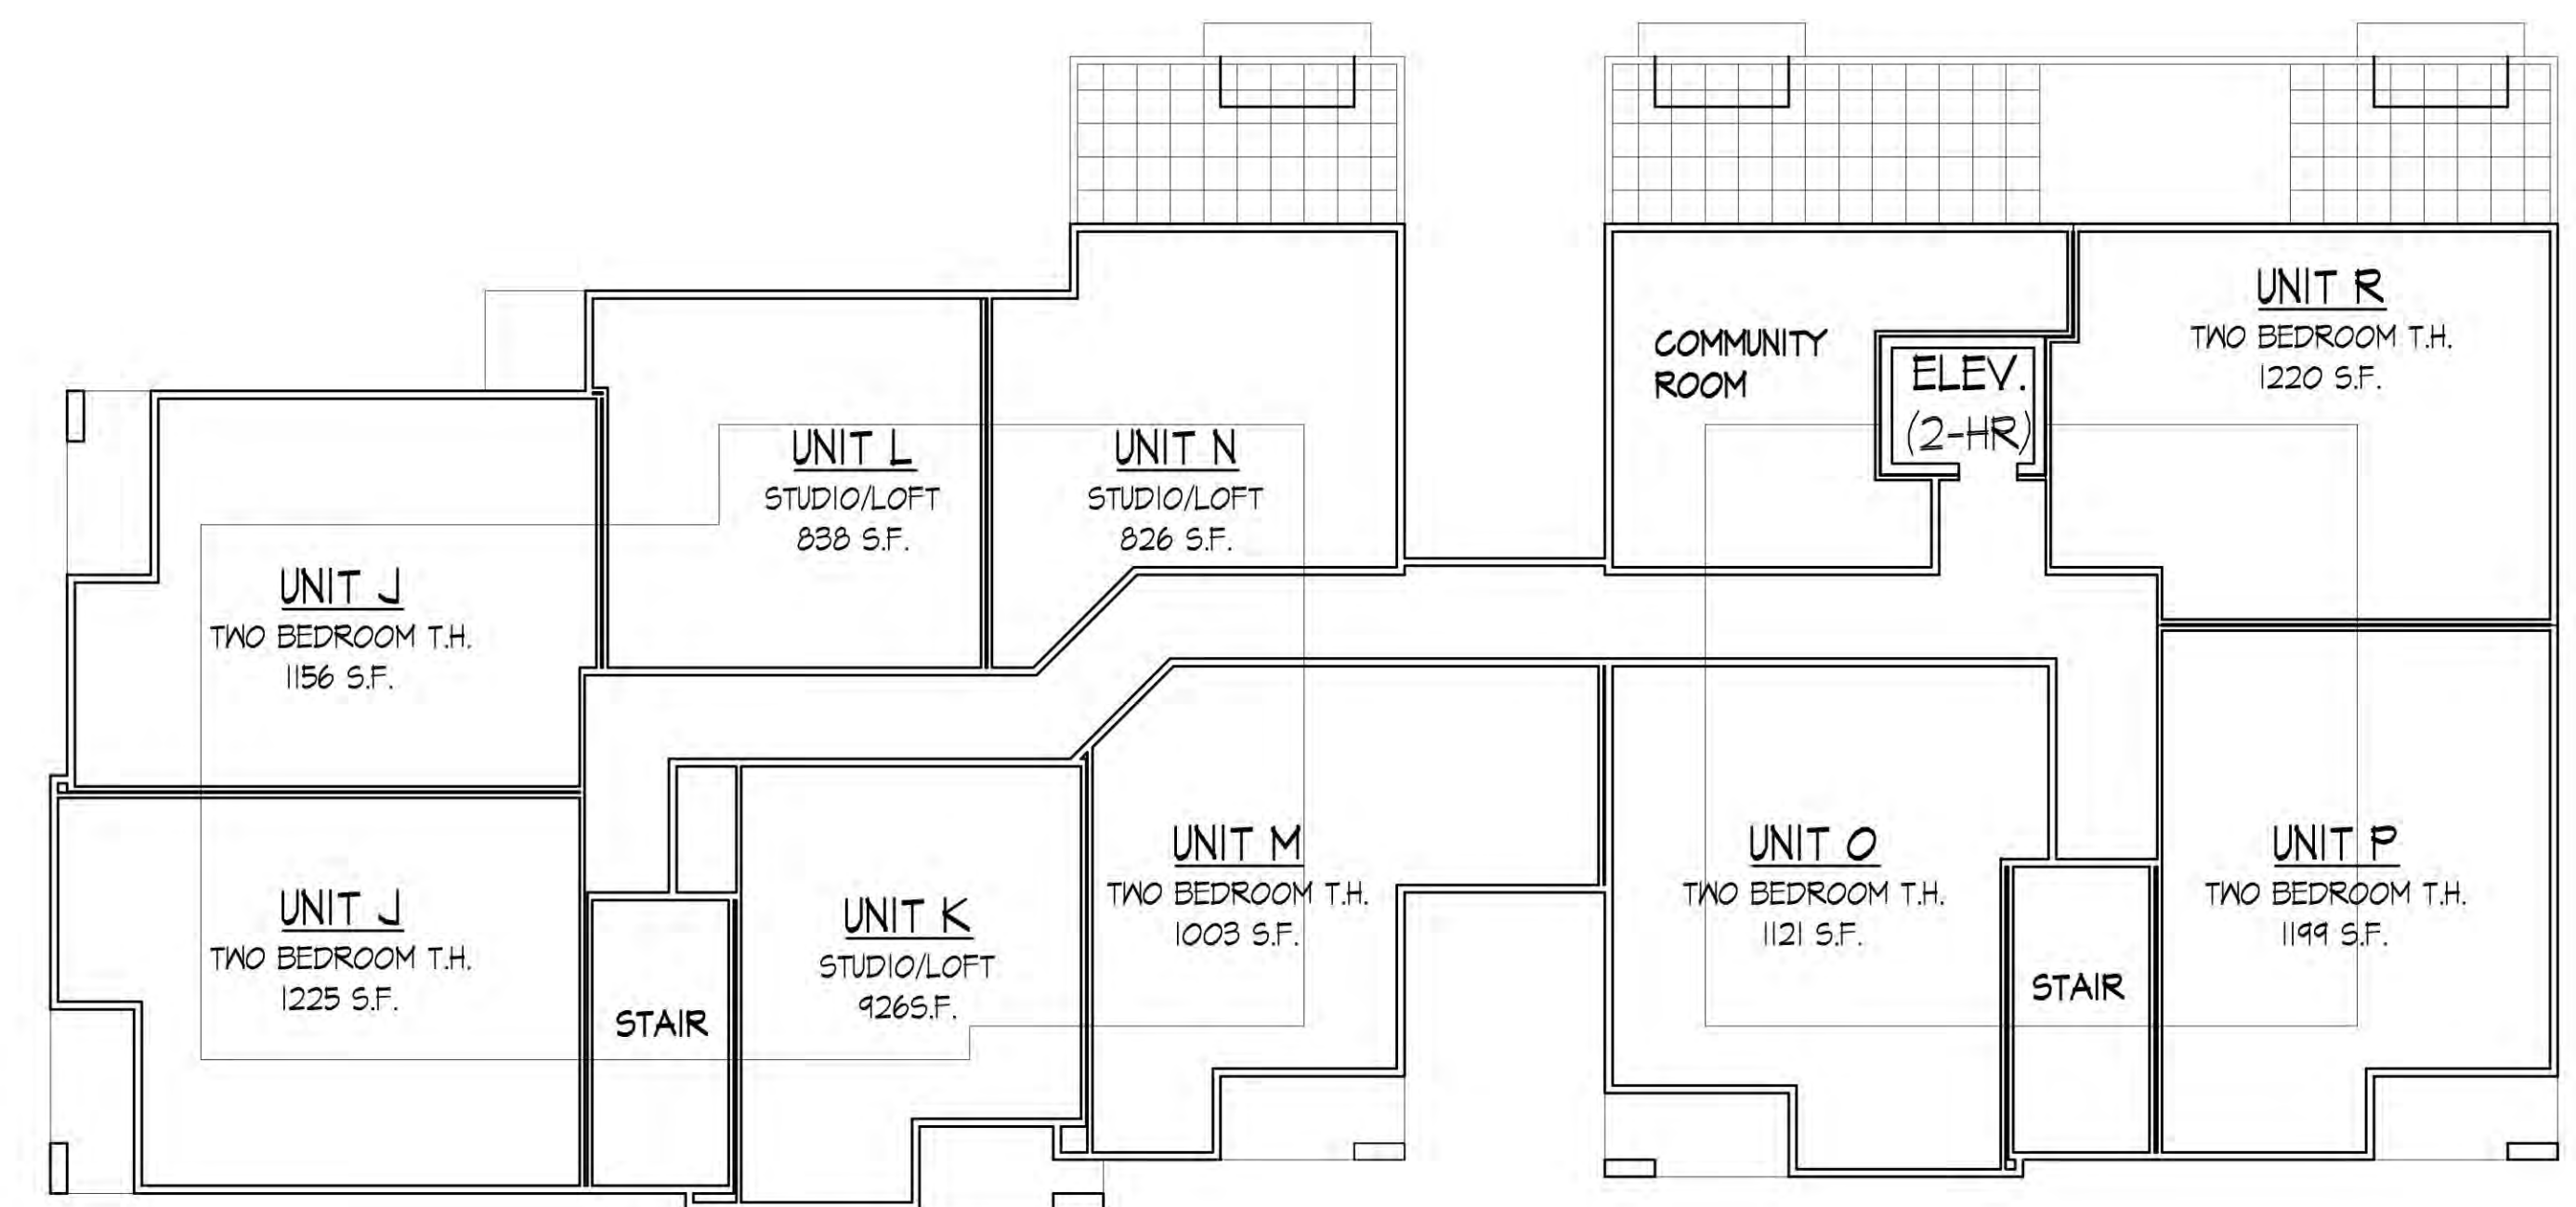 UNIT R
TWO BEDROOM T.H.
1220 S.F.
COMMUNITY
ROOM
ELEV.
(2-HR)
UNIT L
STUDIO/LOFT
838 S.F.
UNIT N
STUDIO/LOFT
826 S.F.
UNIT J
TWO BEDROOM T.H.
1156 S.F.
UNIT J
TWO BEDROOM T.H.
1225 S.F.
STAIR
UNIT K
STUDIO/LOFT
926S.F.
UNIT M
TWO BEDROOM T.H.
1003 S.F.
UNIT O
TWO BEDROOM T.H.
1121 S.F.
STAIR
UNIT P
TWO BEDROOM T.H.
1199 S.F.